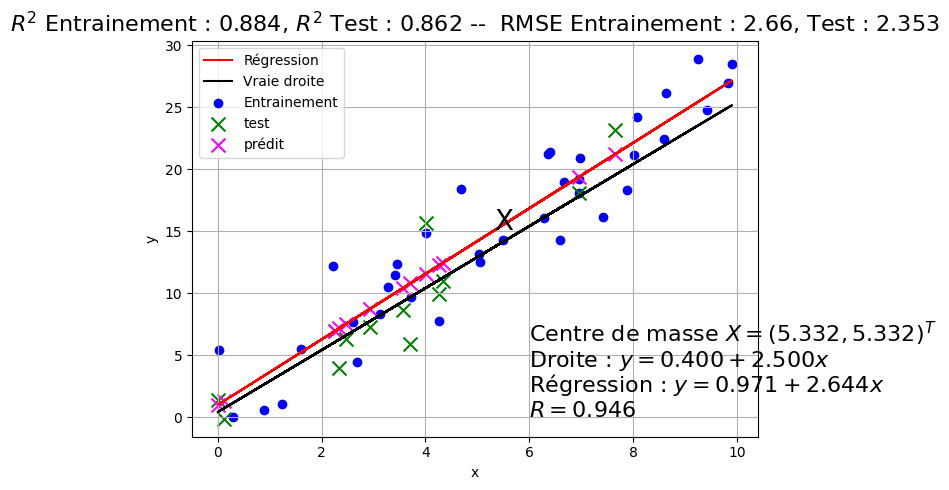 R² Entrainement : 0.884, R² Test : 0.862 -- RMSE Entrainement : 2.66, Test : 2.353
30
25
20
15
10
5
0
y
Régression
Vraie droite
Entrainement
test
prédit
X
Centre de masse X = (5.332, 5.332)ᵀ
Droite : y = 0.400 + 2.500x
Régression : y = 0.971 + 2.644x
R = 0.946
0 2 4 6 8 10
x